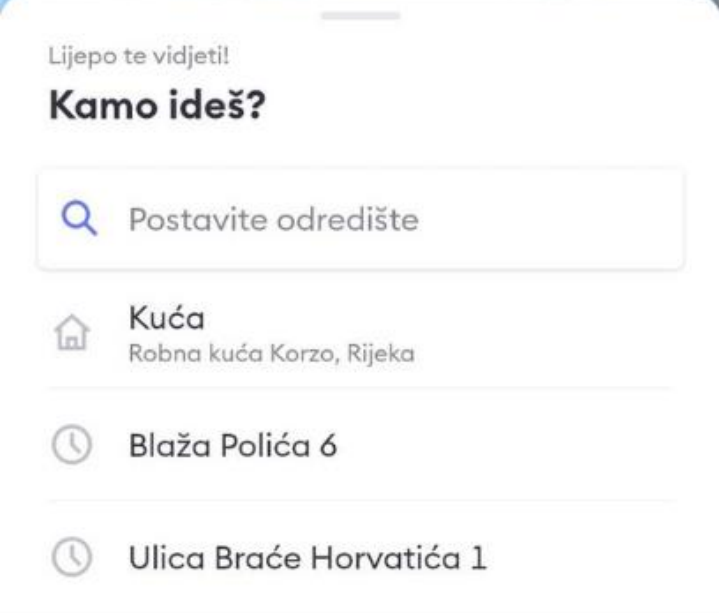 Lijepo te vidjeti!
Kamo ideš?
Postavite odredište
Kuća
Robna kuća Korzo, Rijeka
Blaža Polića 6
Ulica Braće Horvatića 1